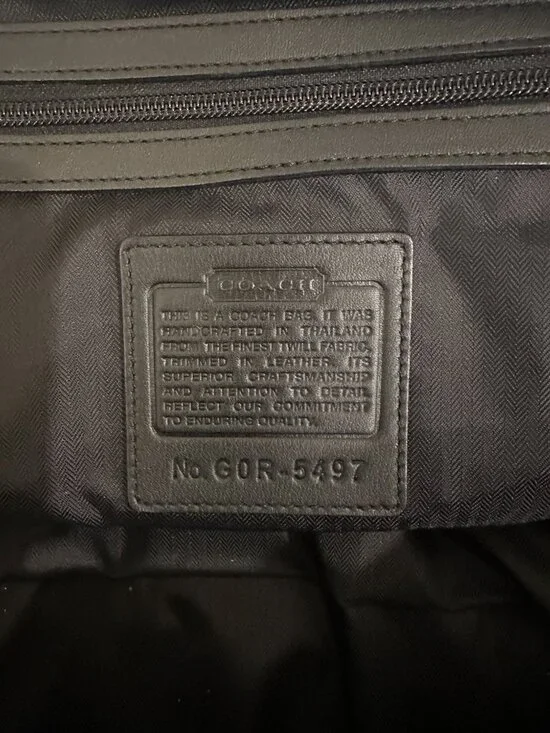 COACH
THIS IS A COACH BAG. IT WAS
HANDCRAFTED IN THAILAND
FROM THE FINEST TWILL FABRIC,
TRIMMED IN LEATHER. ITS
SUPERIOR CRAFTSMANSHIP
AND ATTENTION TO DETAIL
REFLECT OUR COMMITMENT
TO ENDURING QUALITY.
No. G0R-5497